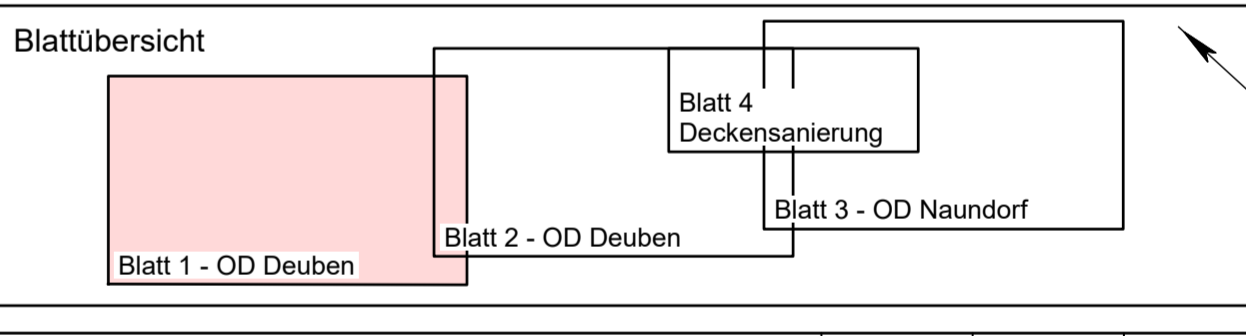 Blattübersicht
Blatt 4
Deckensanierung
Blatt 3 - OD Naundorf
Blatt 2 - OD Deuben
Blatt 1 - OD Deuben